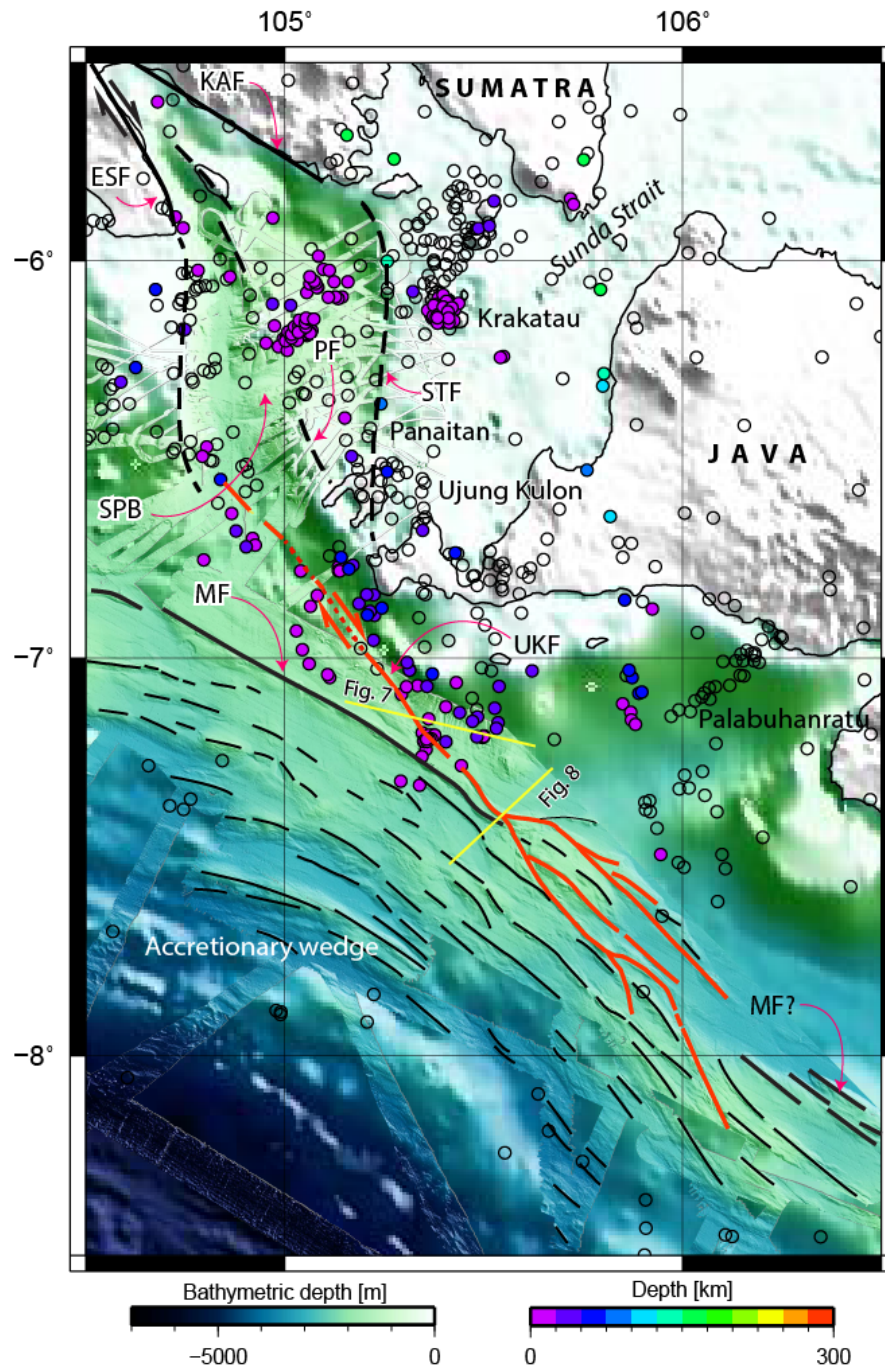 105°
106°
KAF
SUMATRA
ESF
Sunda Strait
−6°
Krakatau
PF
STF
Panaitan
JAVA
Ujung Kulon
SPB
MF
UKF
−7°
Fig. 7
Palabuhanratu
Fig. 8
Accretionary wedge
MF?
−8°
Bathymetric depth [m]
Depth [km]
−5000
0
0
300